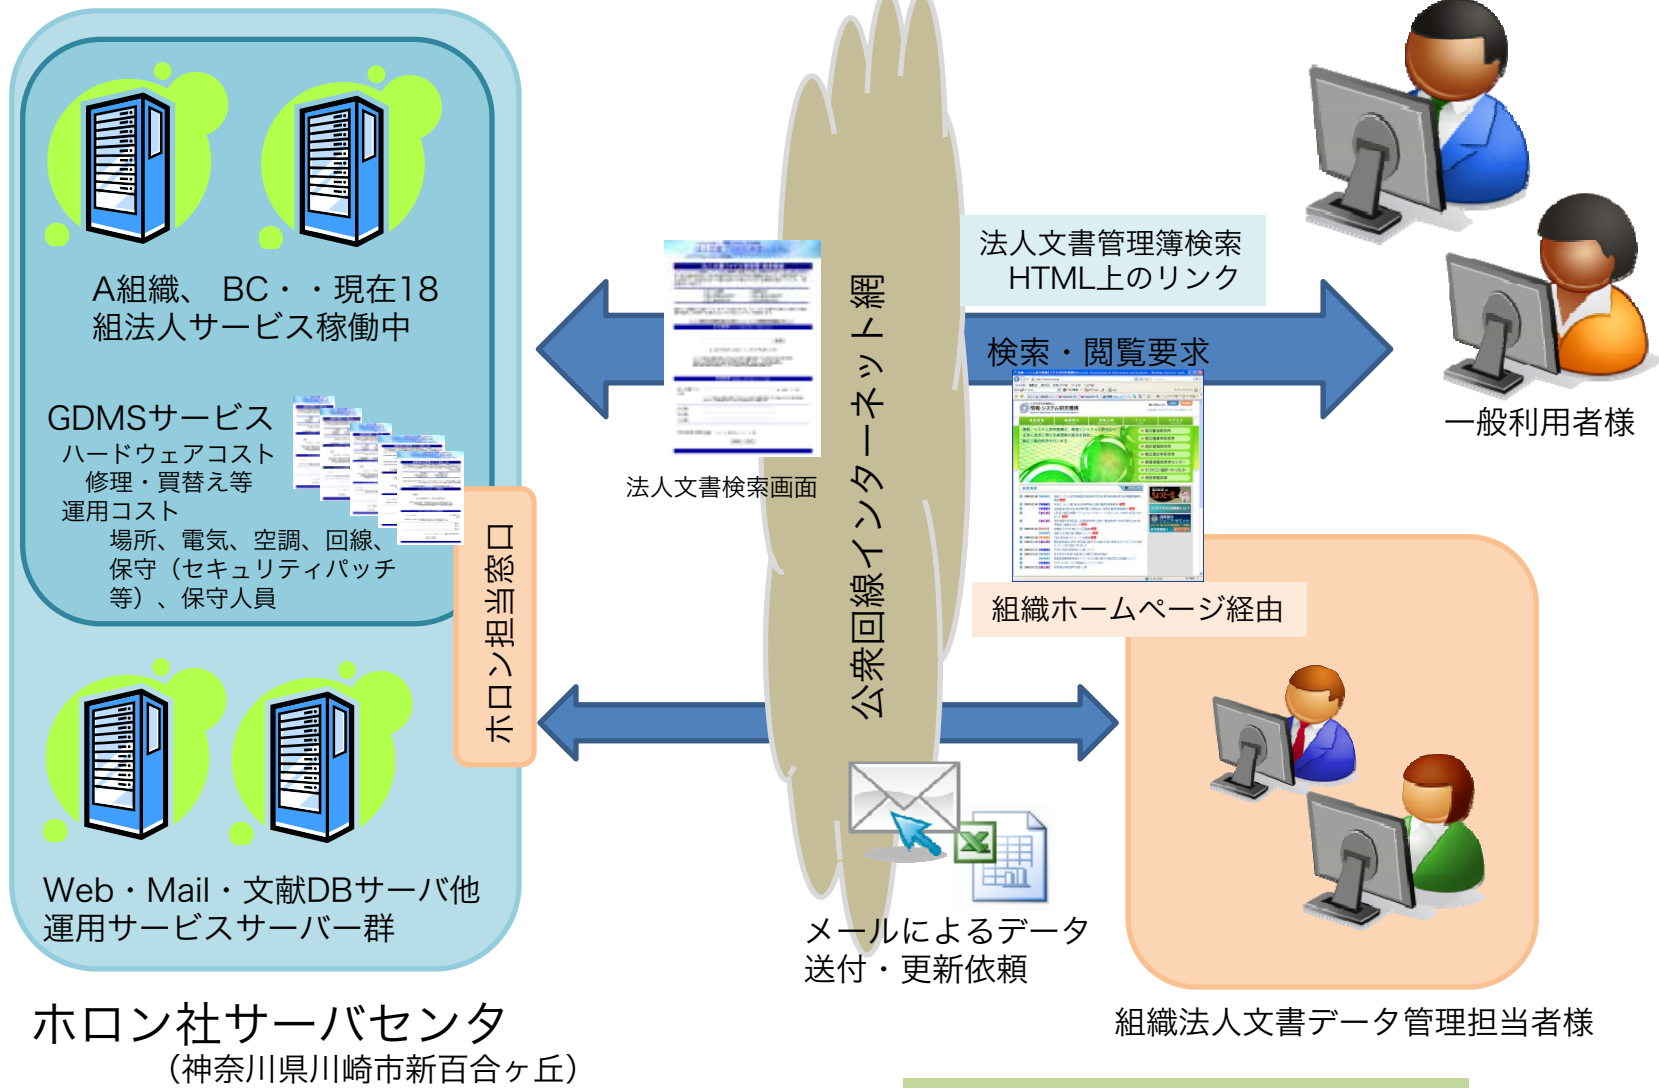 A組織、 BC・・現在18
組法人サービス稼働中
GDMSサービス
ハードウェアコスト
修理・買替え等
運用コスト
場所、電気、空調、回線、
保守（セキュリティパッチ
等）、保守人員
ホロン担当窓口
Web・Mail・文献DBサーバ他
運用サービスサーバー群
ホロン社サーバセンタ
（神奈川県川崎市新百合ヶ丘）
法人文書検索画面
公衆回線インターネット網
法人文書管理簿検索
HTML上のリンク
検索・閲覧要求
情報・システム研究機構
組織ホームページ経由
一般利用者様
メールによるデータ
送付・更新依頼
組織法人文書データ管理担当者様